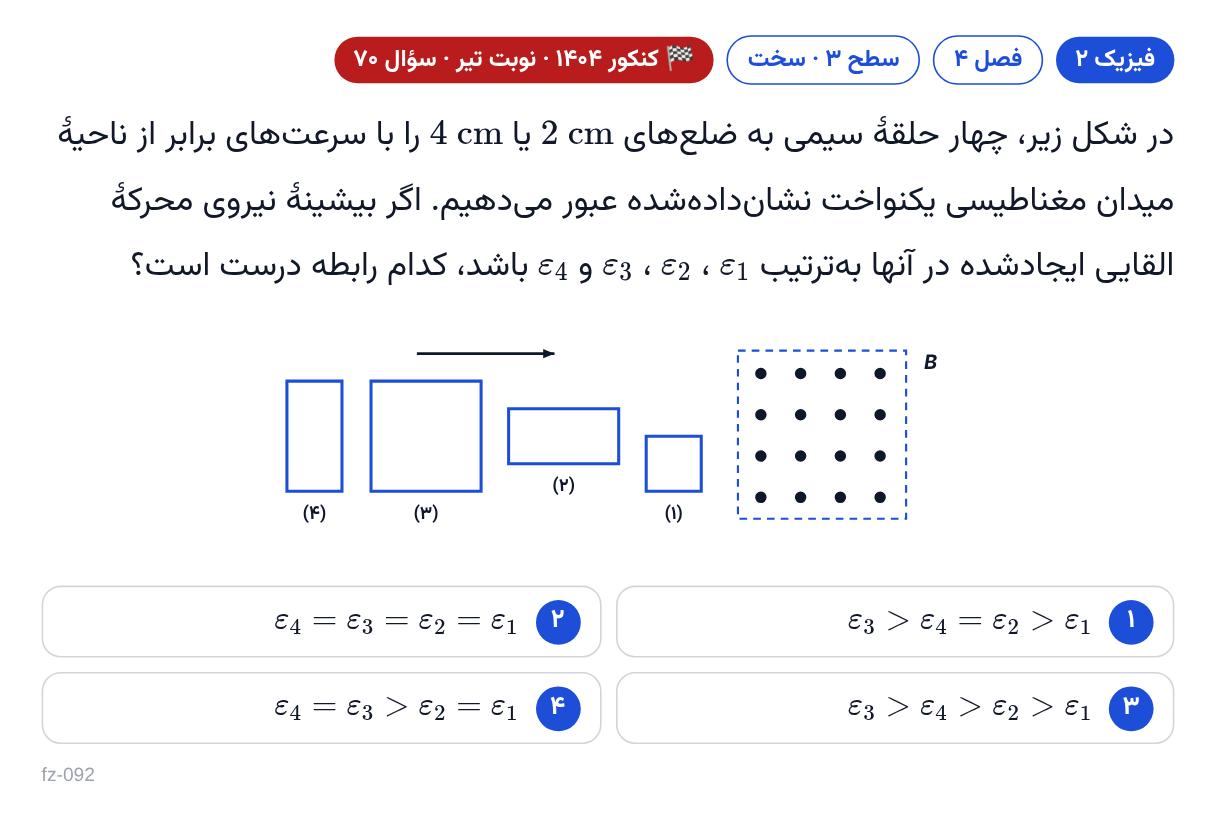 فیزیک ۲
فصل ۴
سطح ۳ · سخت
🏁 کنکور ۱۴۰۴ · نوبت تیر · سؤال ۷۰
در شکل زیر، چهار حلقهٔ سیمی به ضلع‌های 2 cm یا 4 cm را با سرعت‌های برابر از ناحیهٔ
میدان مغناطیسی یکنواخت نشان‌داده‌شده عبور می‌دهیم. اگر بیشینهٔ نیروی محرکهٔ
القایی ایجادشده در آنها به‌ترتیب ε₁ ، ε₂ ، ε₃ و ε₄ باشد، کدام رابطه درست است؟
B
(۴)
(۳)
(۲)
(۱)
۱ ε₃ > ε₄ = ε₂ > ε₁
۲ ε₄ = ε₃ = ε₂ = ε₁
۳ ε₃ > ε₄ > ε₂ > ε₁
۴ ε₄ = ε₃ > ε₂ = ε₁
fz-092